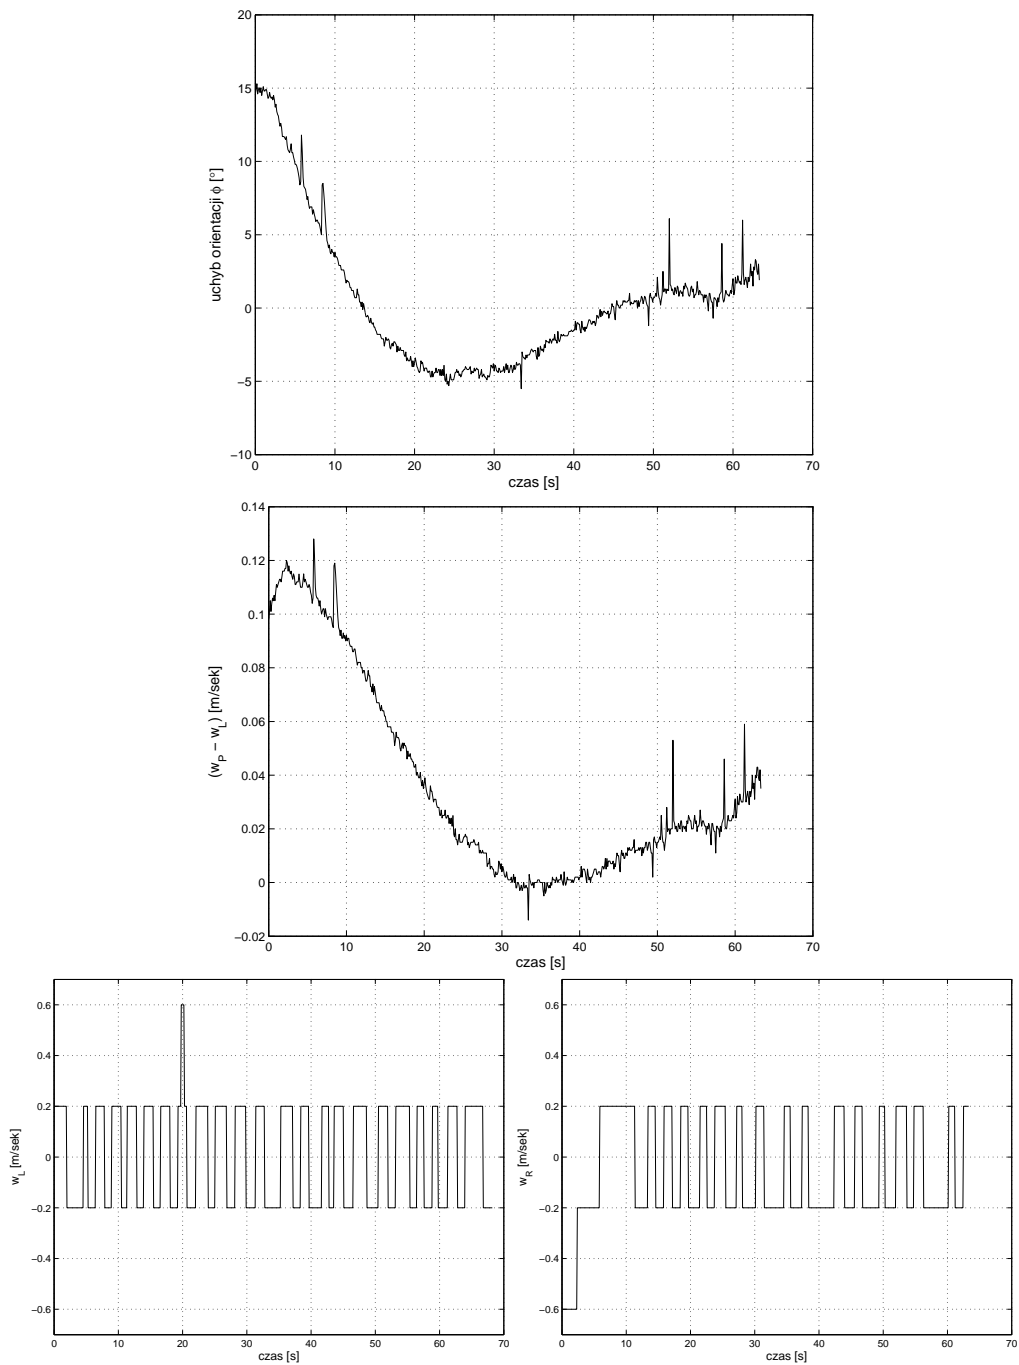 20
15
10
5
0
−5
−10
uchyb orientacji ϕ [°]
0 10 20 30 40 50 60 70
czas [s]
0.14
0.12
0.1
0.08
0.06
0.04
0.02
0
−0.02
(w_P − w_L) [m/sek]
0 10 20 30 40 50 60 70
czas [s]
0.6
0.4
0.2
0
−0.2
−0.4
−0.6
w_L [m/sek]
0 10 20 30 40 50 60 70
czas [s]
0.6
0.4
0.2
0
−0.2
−0.4
−0.6
w_R [m/sek]
0 10 20 30 40 50 60 70
czas [s]